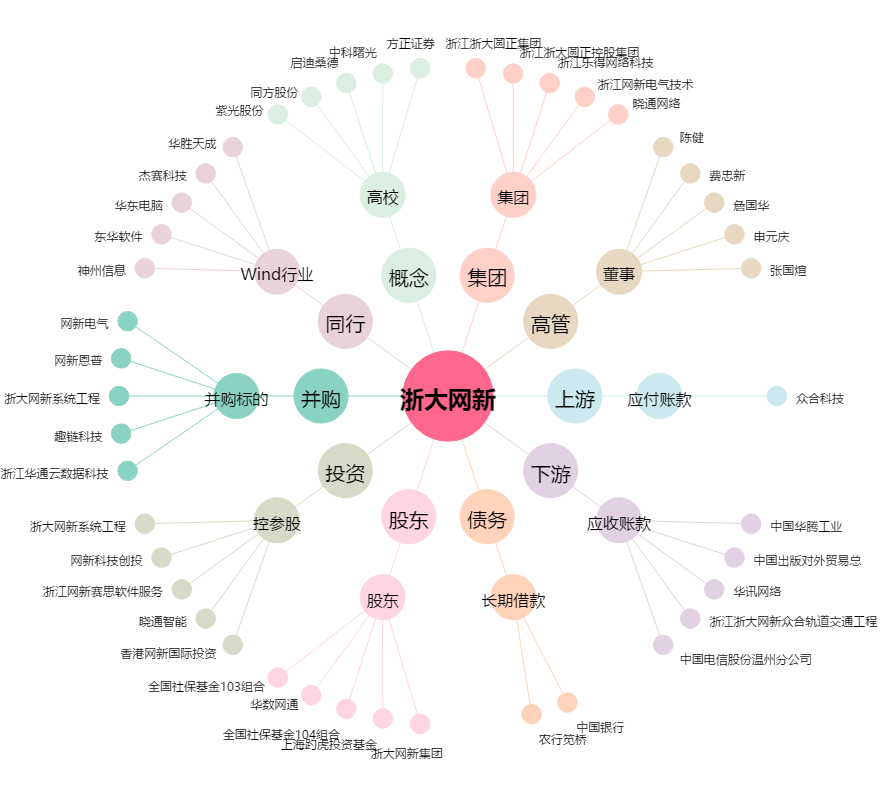 方正证券
浙江浙大圆正集团
中科曙光
浙江浙大圆正控股集团
启迪桑德
浙江乐得网络科技
同方股份
浙江网新电气技术
紫光股份
晓通网络
华胜天成
陈健
杰赛科技
费忠新
高校
集团
华东电脑
危国华
东华软件
申元庆
神州信息
Wind行业
概念
集团
董事
张国煊
网新电气
同行
高管
网新恩普
浙大网新系统工程
并购标的
并购
浙大网新
上游
应付账款
众合科技
趣链科技
浙江华通云数据科技
投资
下游
浙大网新系统工程
控参股
股东
债务
应收账款
中国华腾工业
网新科技创投
中国出版对外贸易总
浙江网新赛思软件服务
股东
长期借款
华讯网络
晓通智能
浙江浙大网新众合轨道交通工程
香港网新国际投资
中国电信股份温州分公司
全国社保基金103组合
华数网通
全国社保基金104组合
中国银行
上海趵虎投资基金
农行笕桥
浙大网新集团